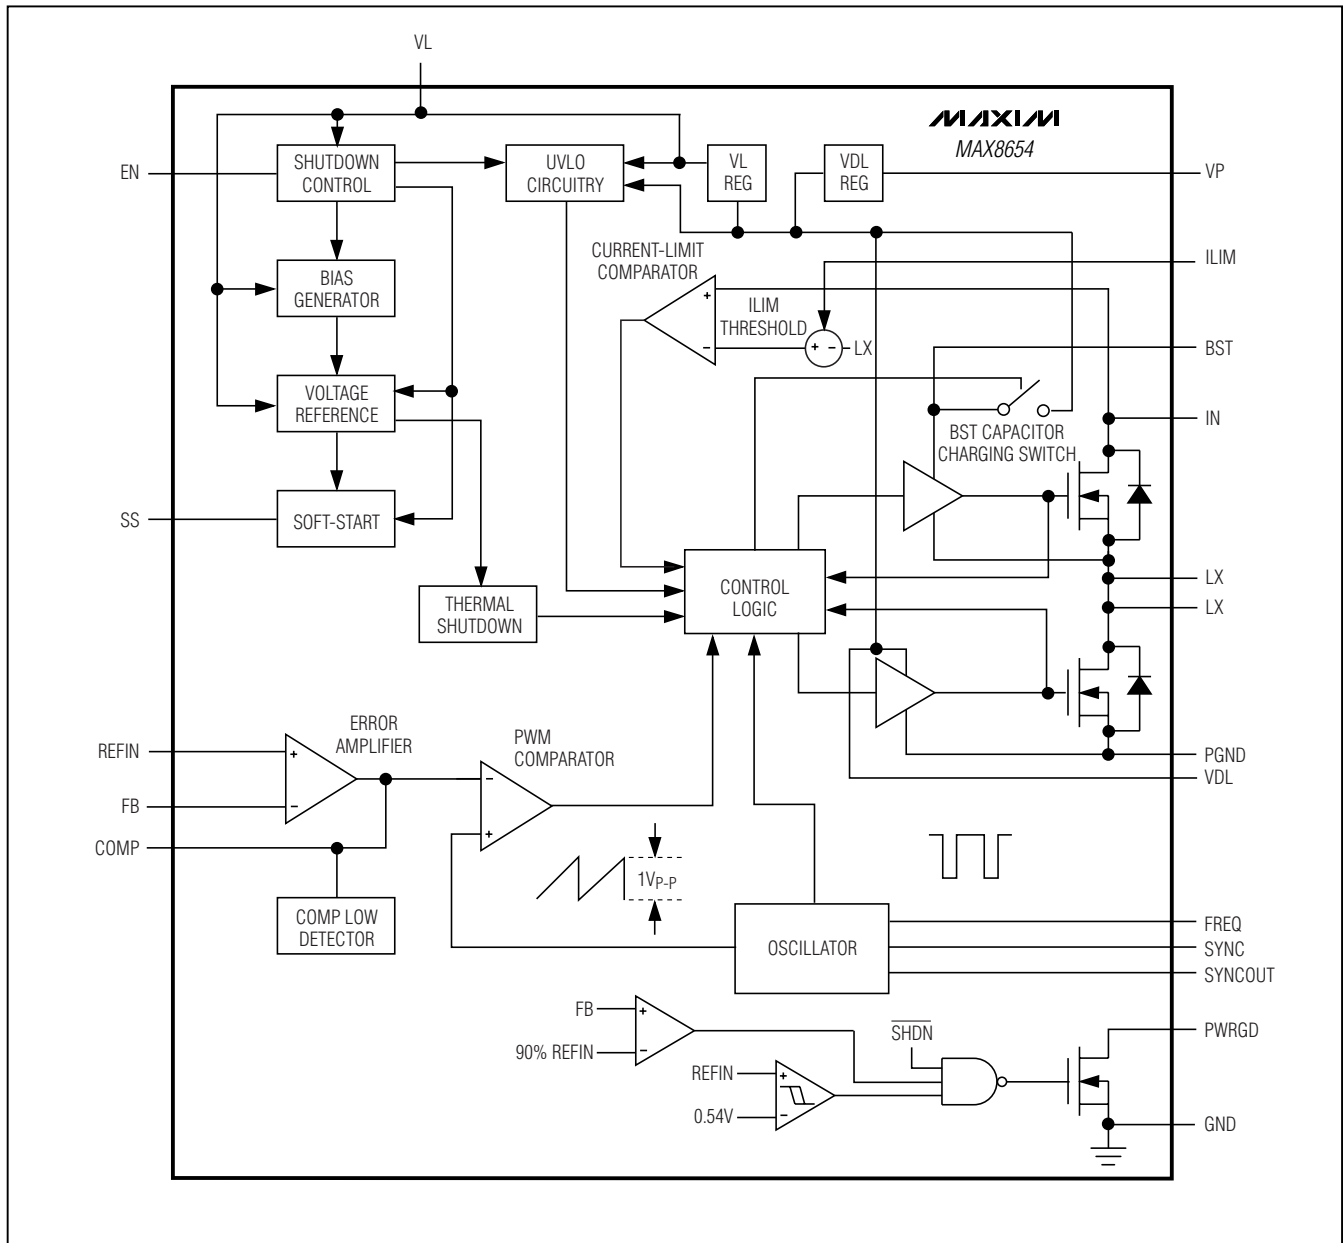 VL
MAXIM
MAX8654
EN
SHUTDOWN
CONTROL
UVLO
CIRCUITRY
VL
REG
VDL
REG
VP
CURRENT-LIMIT
COMPARATOR
ILIM
BIAS
GENERATOR
+
ILIM
THRESHOLD
−
+ −
LX
BST
VOLTAGE
REFERENCE
IN
BST CAPACITOR
CHARGING SWITCH
SS
SOFT-START
CONTROL
LOGIC
LX
LX
THERMAL
SHUTDOWN
ERROR
AMPLIFIER
REFIN
+
PWM
COMPARATOR
PGND
VDL
−
FB
−
+
COMP
1VP-P
COMP LOW
DETECTOR
OSCILLATOR
FREQ
SYNC
SYNCOUT
FB
+
90% REFIN
−
SHDN
PWRGD
REFIN
+
0.54V
−
GND